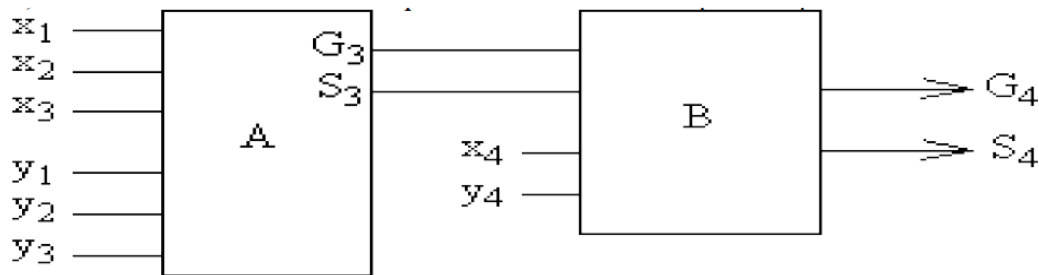 x₁
x₂
x₃
y₁
y₂
y₃
A
G₃
S₃
x₄
y₄
B
G₄
S₄